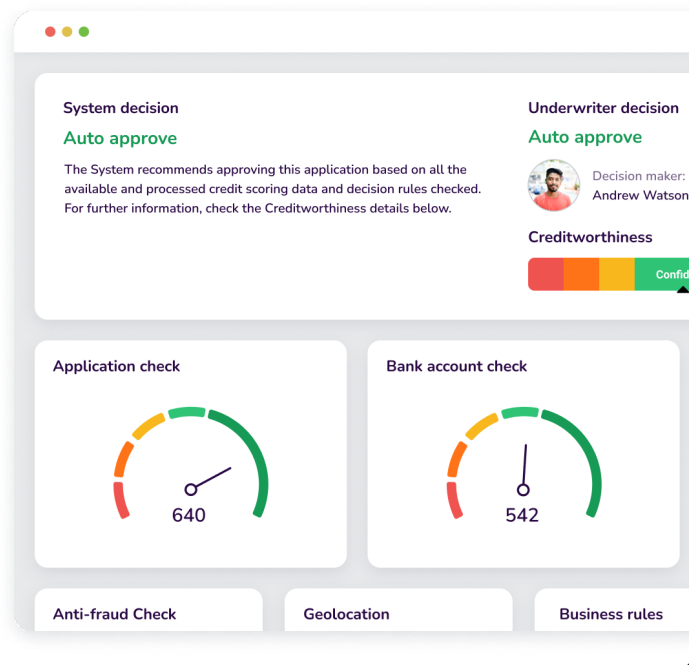 System decision
Auto approve
The System recommends approving this application based on all the
available and processed credit scoring data and decision rules checked.
For further information, check the Creditworthiness details below.
Underwriter decision
Auto approve
Decision maker:
Andrew Watson
Creditworthiness
Confid
Application check
640
Bank account check
542
Anti-fraud Check
Geolocation
Business rules